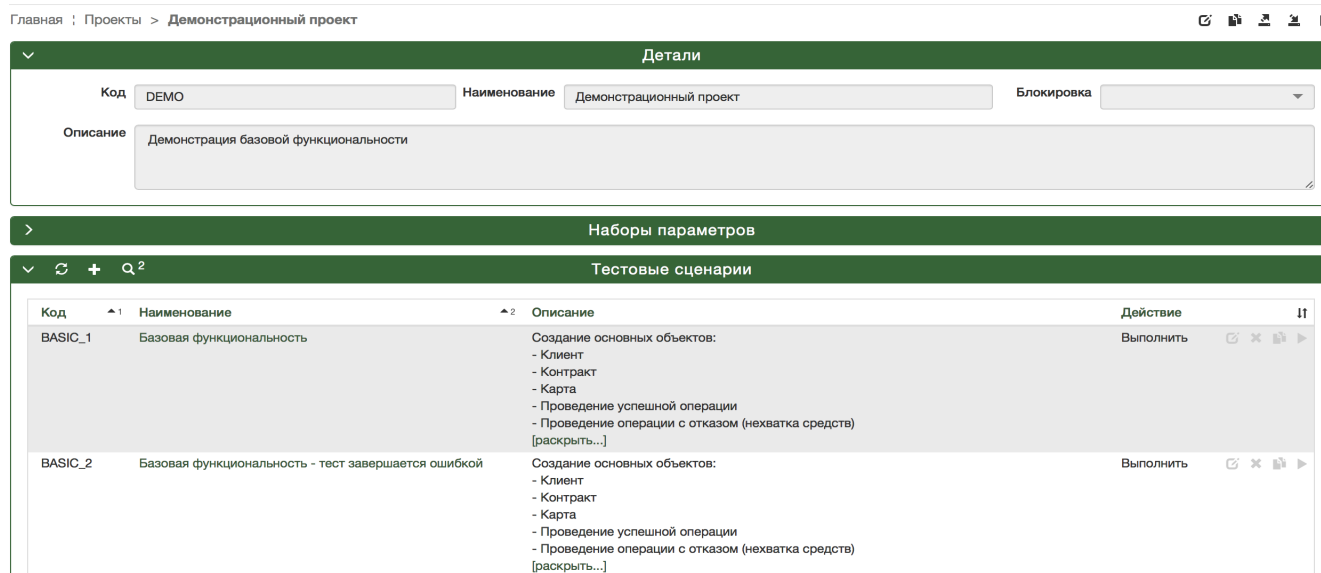 Главная ¦ Проекты > Демонстрационный проект
Детали
Код DEMO Наименование Демонстрационный проект Блокировка
Описание Демонстрация базовой функциональности
Наборы параметров
2 Тестовые сценарии
Код 1 Наименование 2 Описание Действие
BASIC_1 Базовая функциональность Создание основных объектов: Выполнить
- Клиент
- Контракт
- Карта
- Проведение успешной операции
- Проведение операции с отказом (нехватка средств)
[раскрыть...]
BASIC_2 Базовая функциональность - тест завершается ошибкой Создание основных объектов: Выполнить
- Клиент
- Контракт
- Карта
- Проведение успешной операции
- Проведение операции с отказом (нехватка средств)
[раскрыть...]